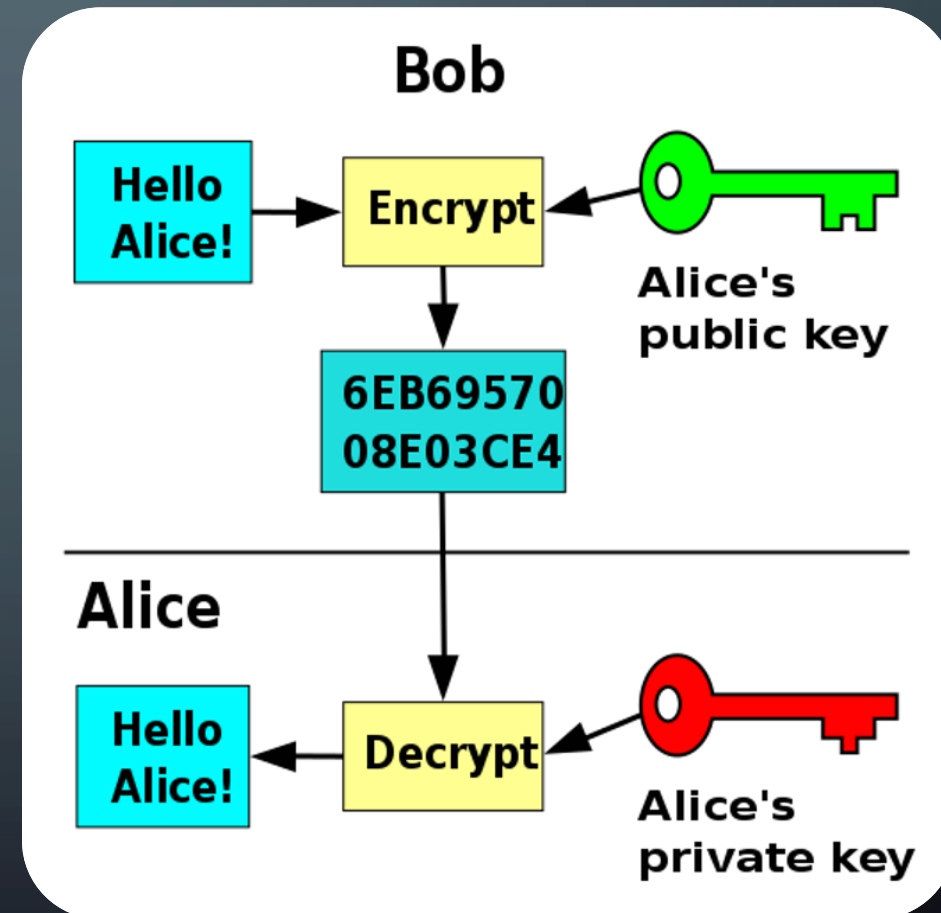 Bob
Hello
Alice!
Encrypt
Alice's
public key
6EB69570
08E03CE4
Alice
Hello
Alice!
Decrypt
Alice's
private key